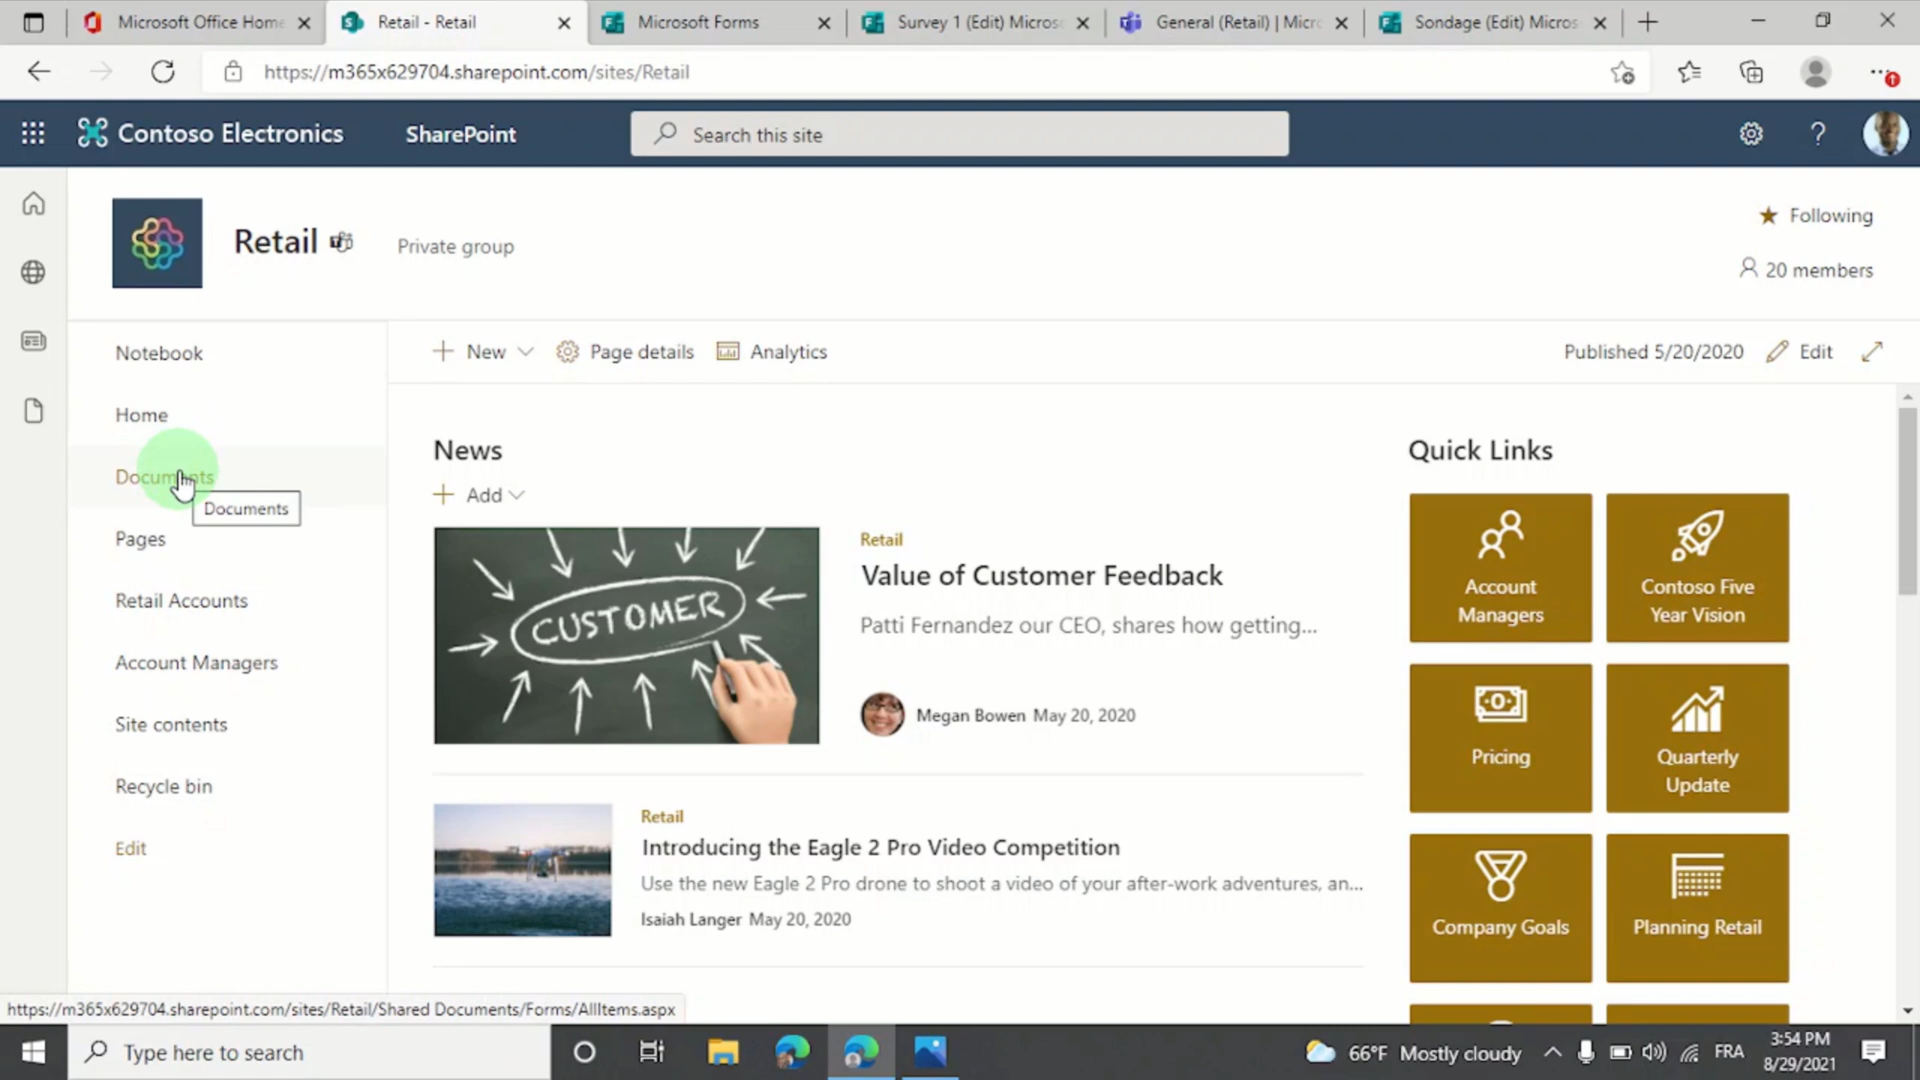 Microsoft Office Home
Retail - Retail
Microsoft Forms
Survey 1 (Edit) Micros
General (Retail) | Micr
Sondage (Edit) Micros
https://m365x629704.sharepoint.com/sites/Retail
Contoso Electronics
SharePoint
Search this site
?
Retail
Private group
Following
20 members
Notebook
Home
Documents
Documents
Pages
Retail Accounts
Account Managers
Site contents
Recycle bin
Edit
New
Page details
Analytics
Published 5/20/2020
Edit
News
Add
CUSTOMER
Retail
Value of Customer Feedback
Patti Fernandez our CEO, shares how getting...
Megan Bowen May 20, 2020
Retail
Introducing the Eagle 2 Pro Video Competition
Use the new Eagle 2 Pro drone to shoot a video of your after-work adventures, an...
Isaiah Langer May 20, 2020
Quick Links
Account
Managers
Contoso Five
Year Vision
Pricing
Quarterly
Update
Company Goals
Planning Retail
https://m365x629704.sharepoint.com/sites/Retail/Shared Documents/Forms/AllItems.aspx
Type here to search
66°F Mostly cloudy
FRA
3:54 PM
8/29/2021